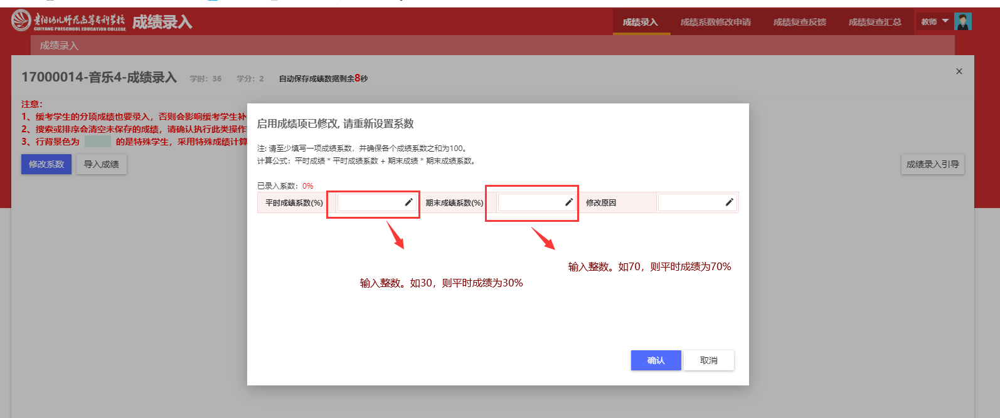 贵阳幼儿师范高等专科学校
GUIYANG PRESCHOOL EDUCATION COLLEGE
成绩录入
成绩录入 成绩系数修改申请 成绩复查反馈 成绩复查汇总 教师
成绩录入
17000014-音乐4-成绩录入 学时：36 学分：2 自动保存成绩数据剩余8秒
注意：
1、缓考学生的分项成绩也要录入，否则会影响缓考学生补
2、搜索或排序会清空未保存的成绩，请确认执行此类操作
3、行背景色为 的是特殊学生，采用特殊成绩计算
修改系数 导入成绩 成绩录入引导
启用成绩项已修改, 请重新设置系数
注: 请至少填写一项成绩系数，并确保各个成绩系数之和为100。
计算公式：平时成绩 * 平时成绩系数 + 期末成绩 * 期末成绩系数。
已录入系数：0%
平时成绩系数(%) 期末成绩系数(%) 修改原因
输入整数。如70，则平时成绩为70%
输入整数。如30，则平时成绩为30%
确认 取消